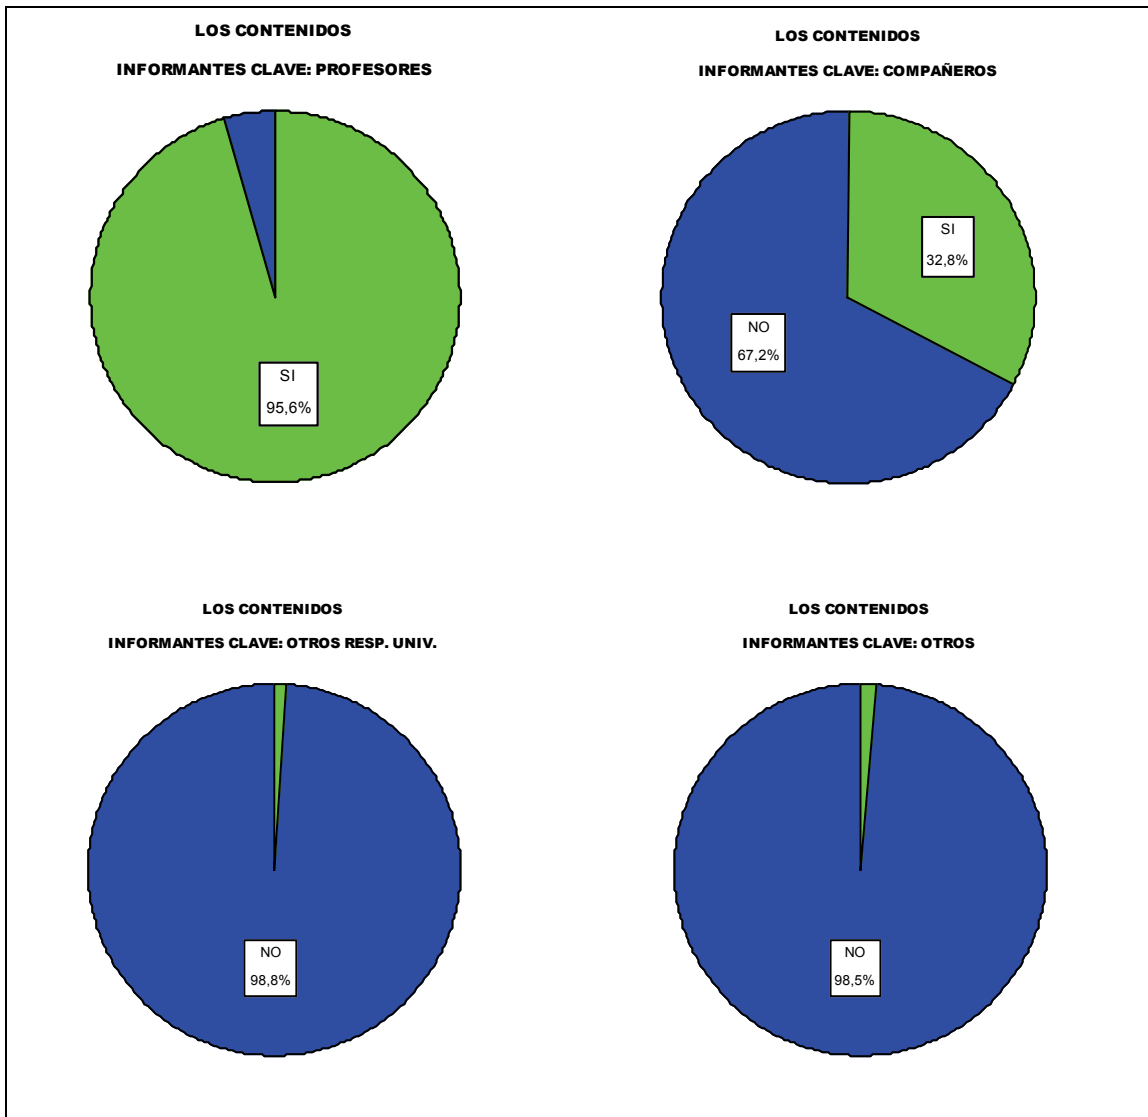 LOS CONTENIDOS
INFORMANTES CLAVE: PROFESORES
SI
95,6%
LOS CONTENIDOS
INFORMANTES CLAVE: COMPAÑEROS
SI
32,8%
NO
67,2%
LOS CONTENIDOS
INFORMANTES CLAVE: OTROS RESP. UNIV.
NO
98,8%
LOS CONTENIDOS
INFORMANTES CLAVE: OTROS
NO
98,5%